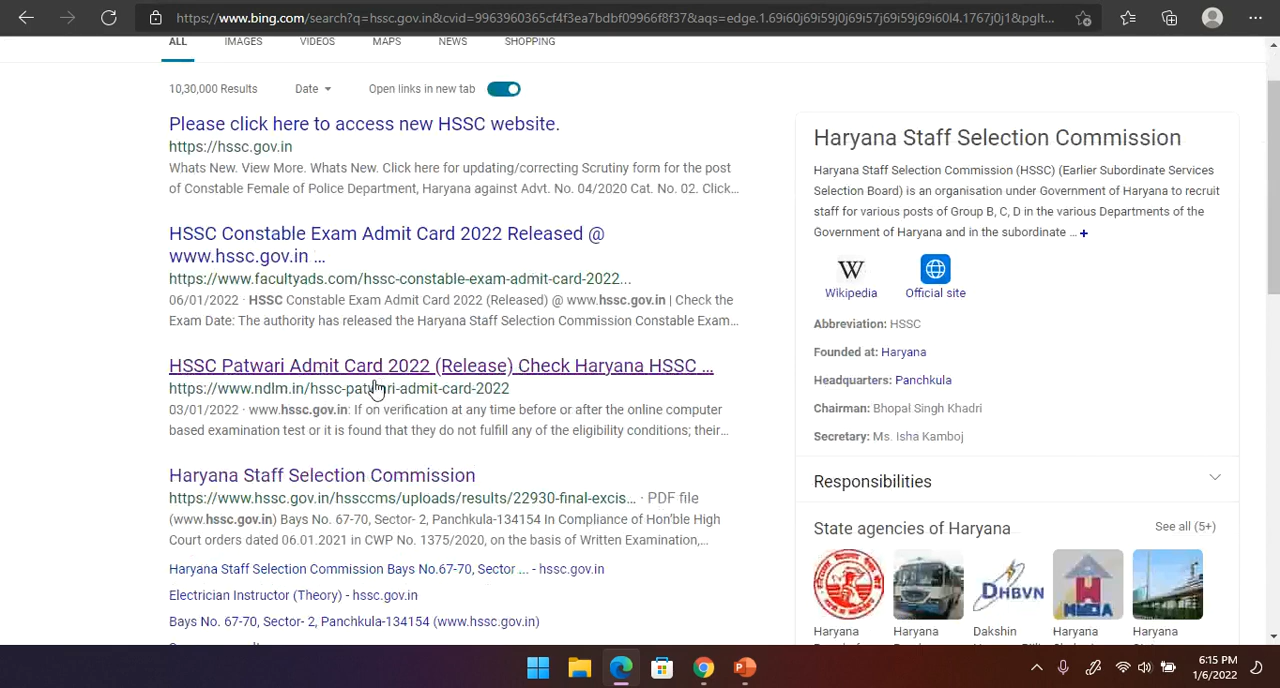 https://www.bing.com/search?q=hssc.gov.in&cvid=9963960365cf4f3ea7bdbf09966f8f37&aqs=edge.1.69i60j69i59j0j69i57j69i59j69i60l4.1767j0j1&pglt...
ALL IMAGES VIDEOS MAPS NEWS SHOPPING
10,30,000 Results Date Open links in new tab
Please click here to access new HSSC website.
https://hssc.gov.in
Whats New. View More. Whats New. Click here for updating/correcting Scrutiny form for the post
of Constable Female of Police Department, Haryana against Advt. No. 04/2020 Cat. No. 02. Click…
HSSC Constable Exam Admit Card 2022 Released @
www.hssc.gov.in ...
https://www.facultyads.com/hssc-constable-exam-admit-card-2022...
06/01/2022 · HSSC Constable Exam Admit Card 2022 (Released) @ www.hssc.gov.in | Check the
Exam Date: The authority has released the Haryana Staff Selection Commission Constable Exam…
HSSC Patwari Admit Card 2022 (Release) Check Haryana HSSC ...
https://www.ndlm.in/hssc-patwari-admit-card-2022
03/01/2022 · www.hssc.gov.in: If on verification at any time before or after the online computer
based examination test or it is found that they do not fulfill any of the eligibility conditions; their…
Haryana Staff Selection Commission
https://www.hssc.gov.in/hssccms/uploads/results/22930-final-excis... · PDF file
(www.hssc.gov.in) Bays No. 67-70, Sector- 2, Panchkula-134154 In Compliance of Hon'ble High
Court orders dated 06.01.2021 in CWP No. 1375/2020, on the basis of Written Examination,…
Haryana Staff Selection Commission Bays No.67-70, Sector ... - hssc.gov.in
Electrician Instructor (Theory) - hssc.gov.in
Bays No. 67-70, Sector- 2, Panchkula-134154 (www.hssc.gov.in)
Haryana Staff Selection Commission
Haryana Staff Selection Commission (HSSC) (Earlier Subordinate Services
Selection Board) is an organisation under Government of Haryana to recruit
staff for various posts of Group B, C, D in the various Departments of the
Government of Haryana and in the subordinate … +
W
Wikipedia Official site
Abbreviation: HSSC
Founded at: Haryana
Headquarters: Panchkula
Chairman: Bhopal Singh Khadri
Secretary: Ms. Isha Kamboj
Responsibilities
State agencies of Haryana See all (5+)
DHBVN
Haryana Haryana Dakshin Haryana Haryana
6:15 PM
1/6/2022